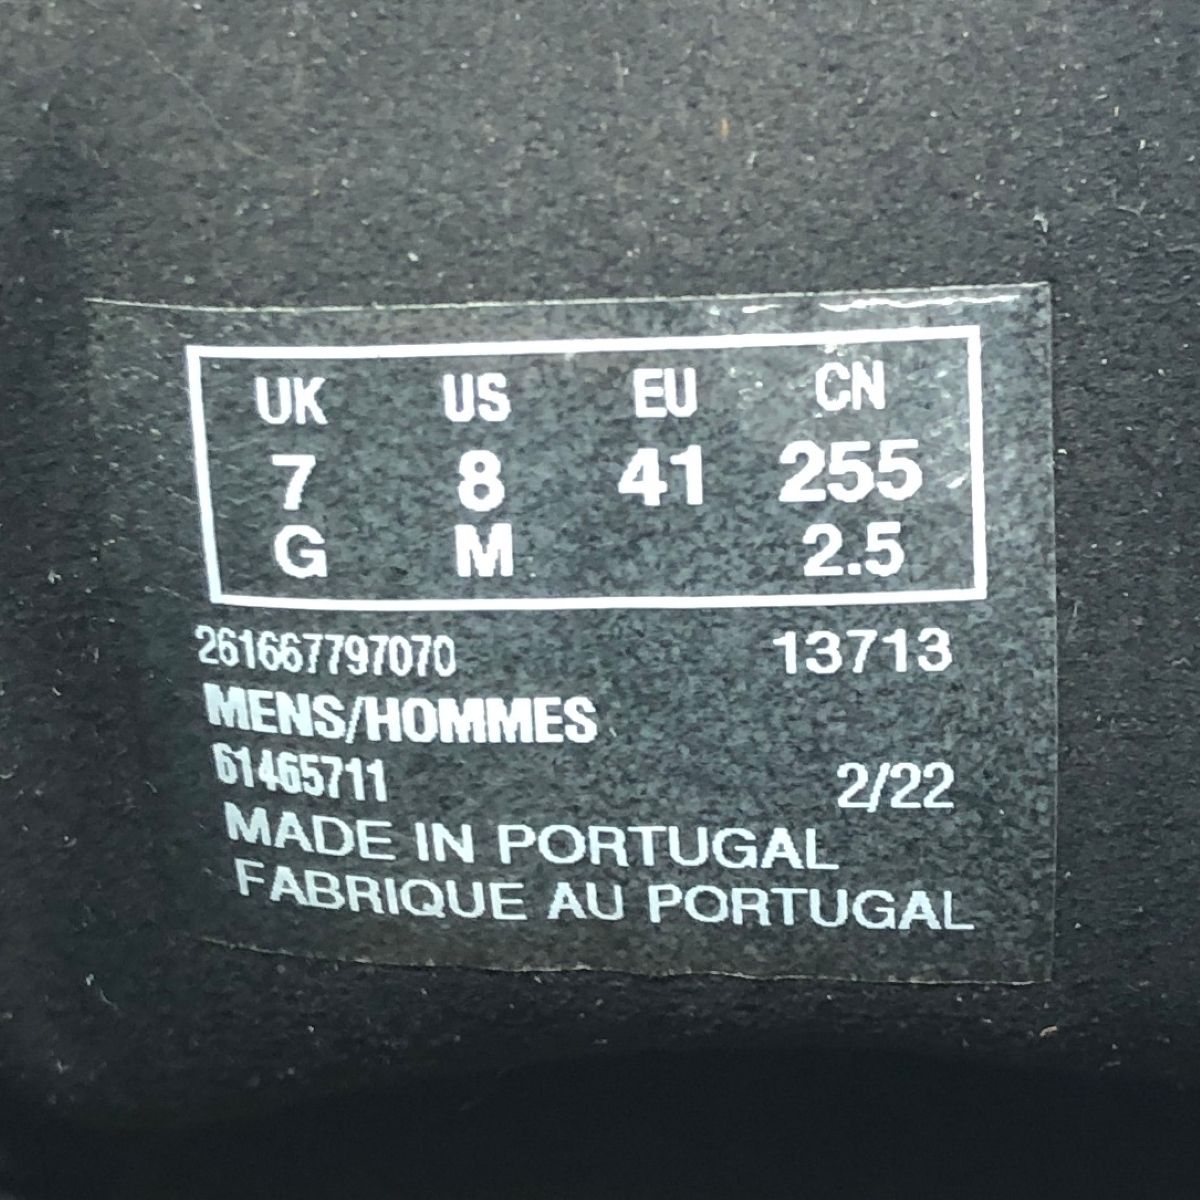 UK US EU CN
7 8 41 255
G M 2.5
261667797070 13713
MENS/HOMMES
61465711 2/22
MADE IN PORTUGAL
FABRIQUE AU PORTUGAL